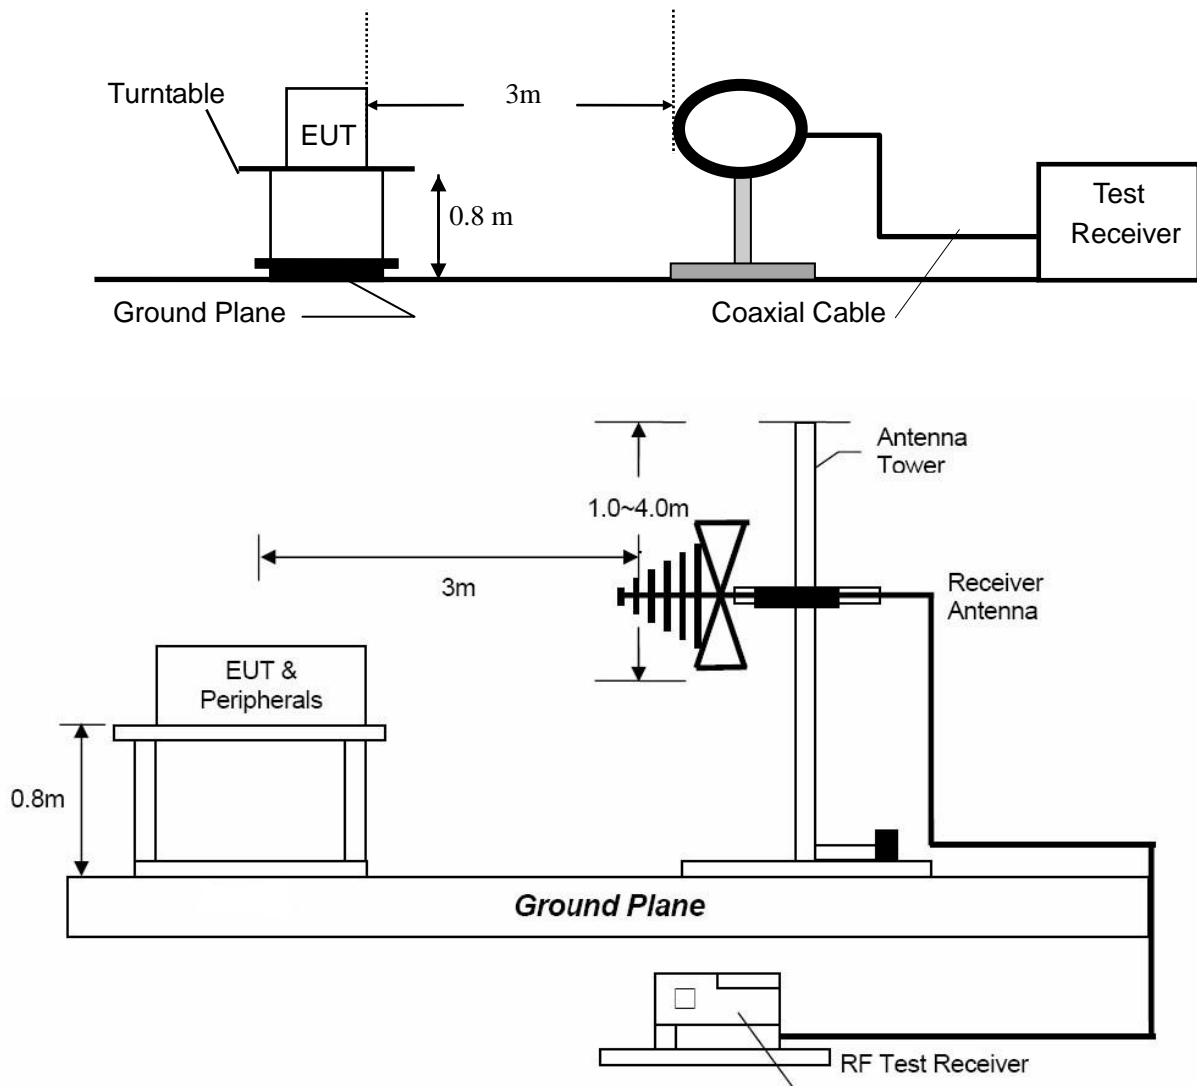 Turntable
3m
EUT
0.8 m
Test
Receiver
Ground Plane
Coaxial Cable
Antenna
Tower
1.0~4.0m
3m
Receiver
Antenna
EUT &
Peripherals
0.8m
Ground Plane
RF Test Receiver